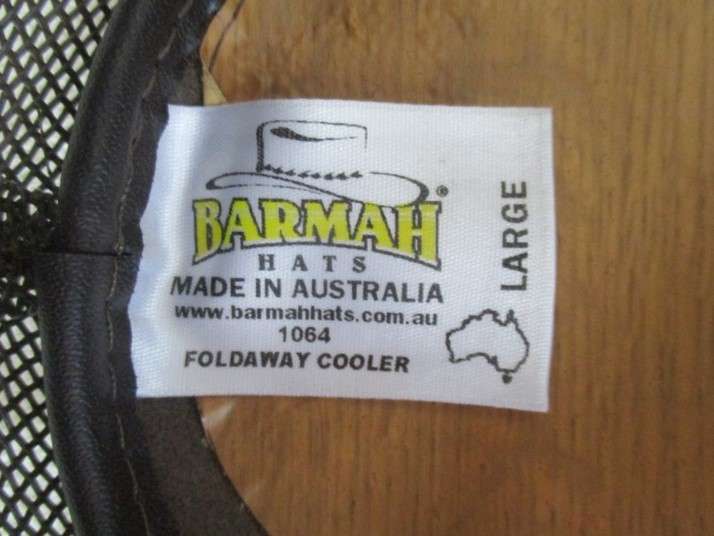 BARMAH®
HATS
MADE IN AUSTRALIA
www.barmahhats.com.au
1064
FOLDAWAY COOLER
LARGE